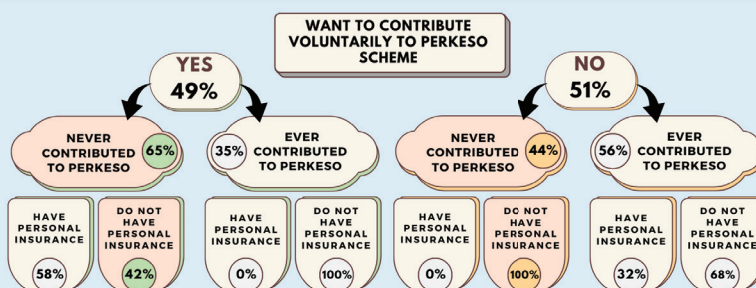 WANT TO CONTRIBUTE
VOLUNTARILY TO PERKESO
SCHEME
YES
49%
NO
51%
NEVER
CONTRIBUTED
TO PERKESO
65%
35%
EVER
CONTRIBUTED
TO PERKESO
NEVER
CONTRIBUTED
TO PERKESO
44%
56%
EVER
CONTRIBUTED
TO PERKESO
HAVE
PERSONAL
INSURANCE
58%
DO NOT
HAVE
PERSONAL
INSURANCE
42%
HAVE
PERSONAL
INSURANCE
0%
DO NOT
HAVE
PERSONAL
INSURANCE
100%
HAVE
PERSONAL
INSURANCE
0%
DO NOT
HAVE
PERSONAL
INSURANCE
100%
HAVE
PERSONAL
INSURANCE
32%
DO NOT
HAVE
PERSONAL
INSURANCE
68%